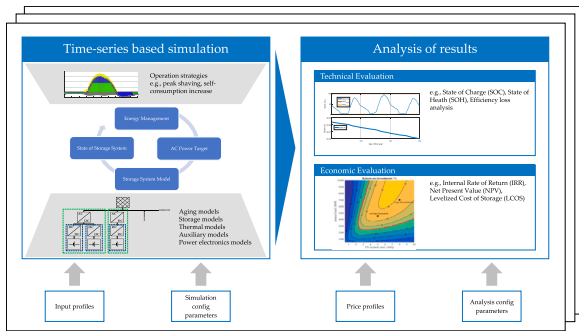 Time-series based simulation
Operation strategies
e.g., peak shaving, self-
consumption increase
Energy Management
State of Storage System
AC Power Target
Storage System Model
Aging models
Storage models
Thermal models
Auxiliary models
Power electronics models
Input profiles
Simulation
config
parameters
Analysis of results
Technical Evaluation
e.g., State of Charge (SOC), State of
Heath (SOH), Efficiency loss
analysis
Economic Evaluation
e.g., Internal Rate of Return (IRR),
Net Present Value (NPV),
Levelized Cost of Storage (LCOS)
Price profiles
Analysis config
parameters